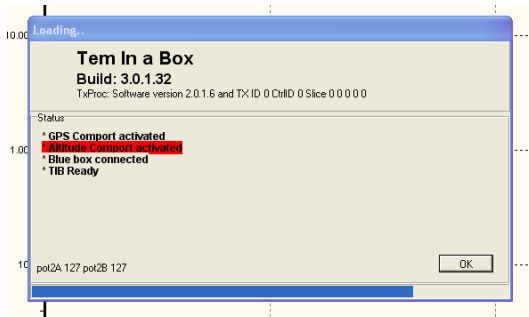 10.00
Loading..
Tem In a Box
Build: 3.0.1.32
TxProc: Software version 2.0.1.6 and TX ID 0 CtrlID 0 Slice 0 0 0 0 0
Status
* GPS Comport activated
* Altitude Comport activated
1.00
* Blue box connected
* TIB Ready
10
pot2A 127 pot2B 127
OK